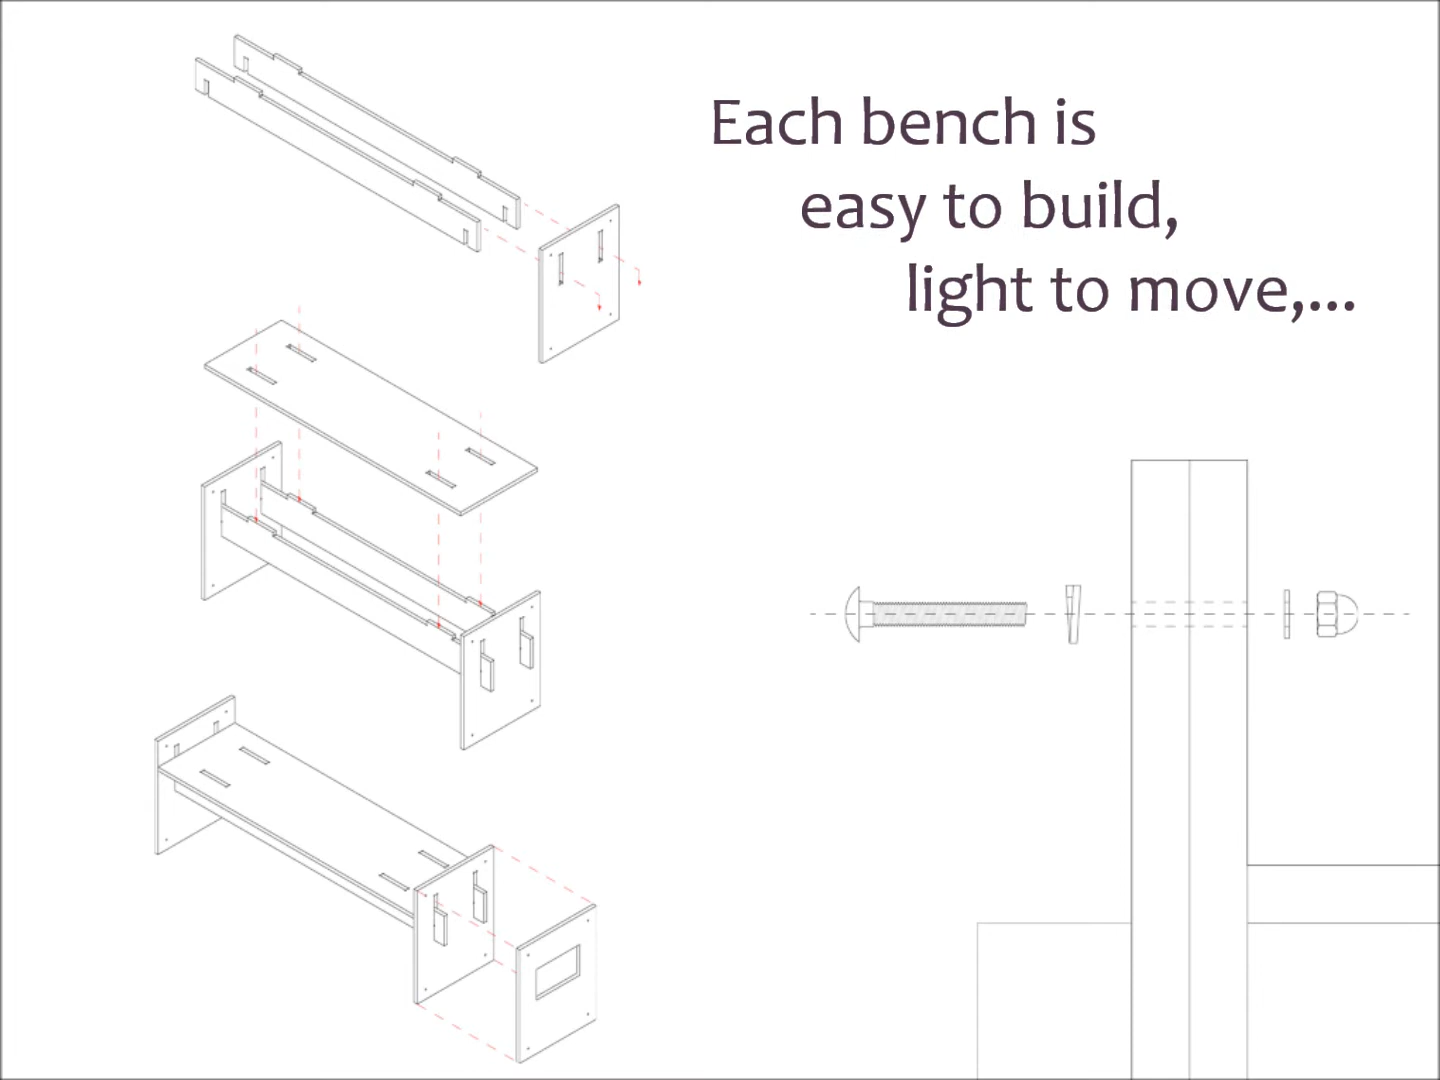 Each bench is
easy to build,
light to move,...